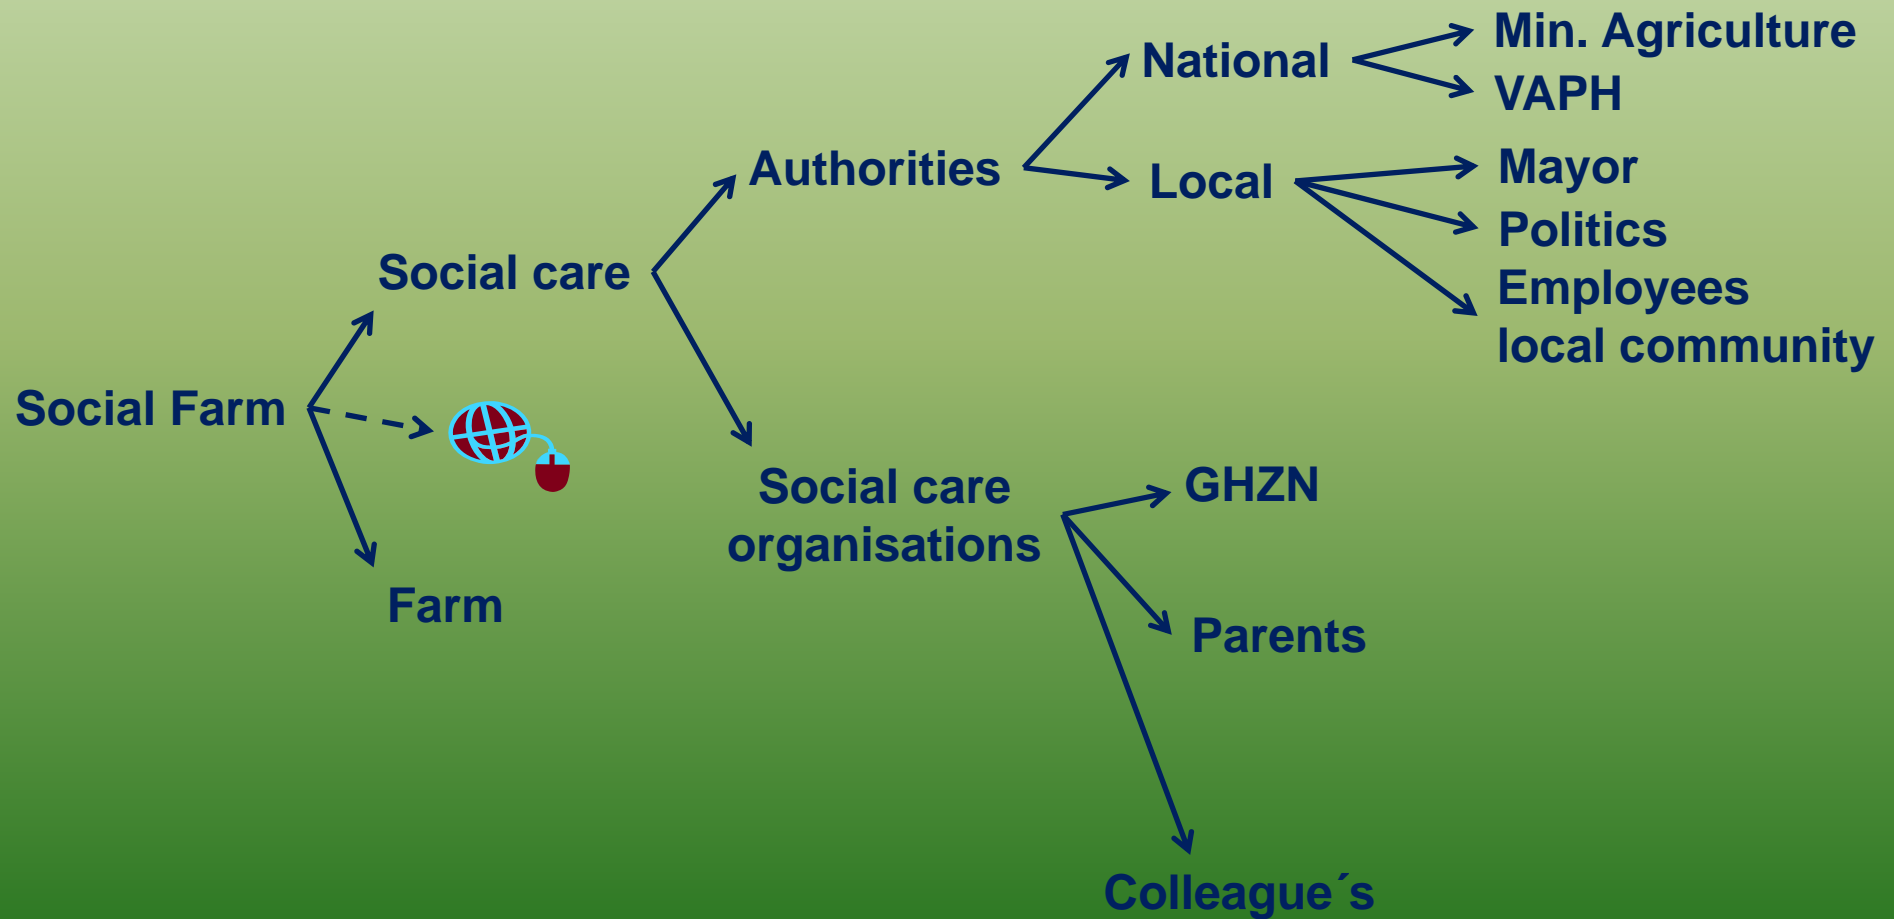 Min. Agriculture
National
VAPH
Authorities
Mayor
Local
Politics
Social care
Employees
local community
Social Farm
Social care
organisations
GHZN
Farm
Parents
Colleague´s